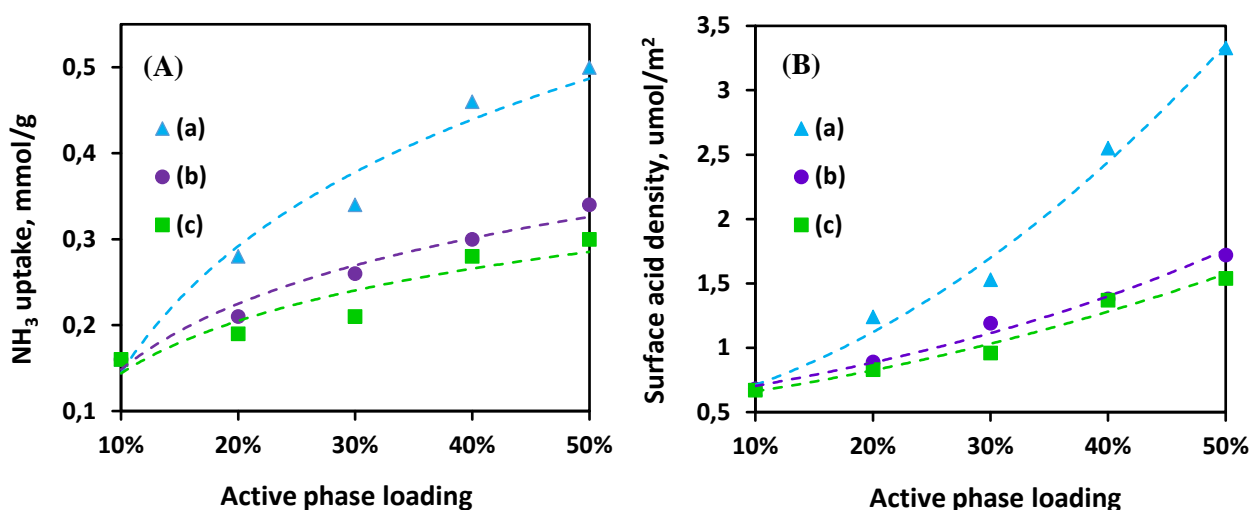 (A)
NH₃ uptake, mmol/g
0,5
0,4
0,3
0,2
0,1
(a)
(b)
(c)
10% 20% 30% 40% 50%
Active phase loading
(B)
Surface acid density, umol/m²
3,5
3
2,5
2
1,5
1
0,5
(a)
(b)
(c)
10% 20% 30% 40% 50%
Active phase loading